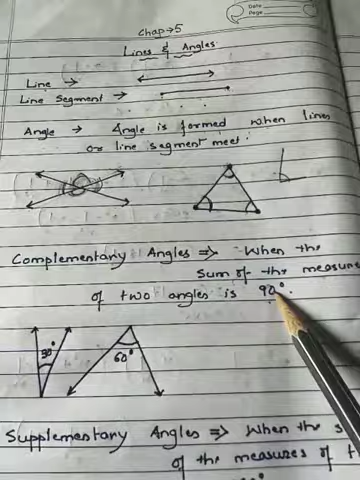 Date
Page
Chap→5
Lines & Angles
Line →
Line Segment →
Angle → Angle is formed when lines
or line segment meet.
Complementary Angles ⇒ When the
sum of the measure
of two angles is 90°.
30°
60°
Supplementary Angles ⇒ When the s
of the measures of t